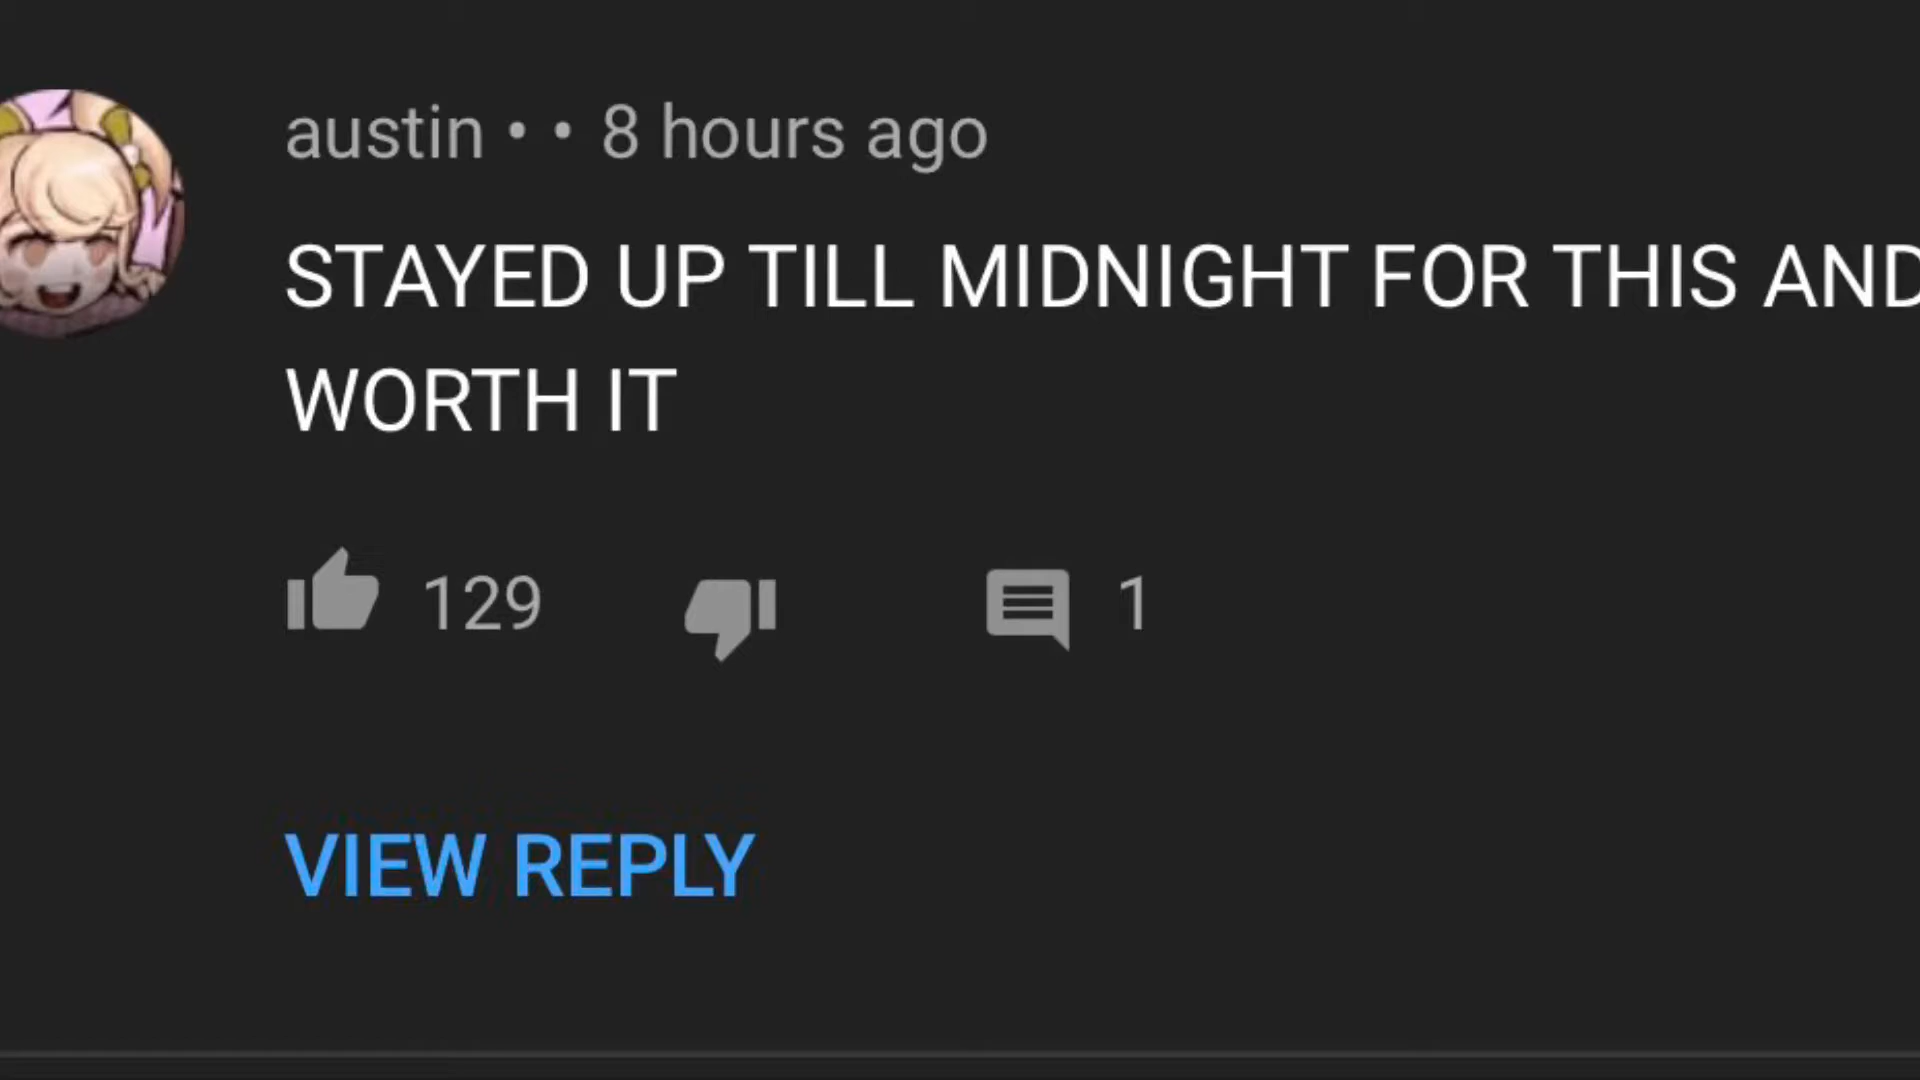 austin • • 8 hours ago
STAYED UP TILL MIDNIGHT FOR THIS AND
WORTH IT
129 1
VIEW REPLY